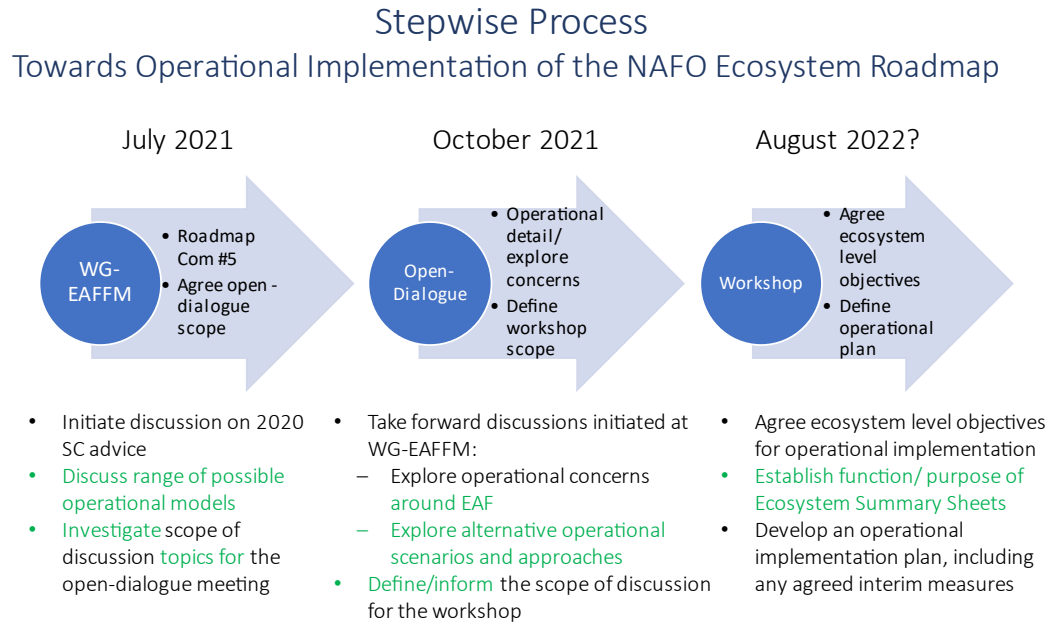 Stepwise Process
Towards Operational Implementation of the NAFO Ecosystem Roadmap
July 2021
WG-
EAFFM
• Roadmap
Com #5
• Agree open -
dialogue
scope
• Initiate discussion on 2020
SC advice
• Discuss range of possible
operational models
• Investigate scope of
discussion topics for the
open-dialogue meeting
October 2021
Open-
Dialogue
• Operational
detail/
explore
concerns
• Define
workshop
scope
• Take forward discussions initiated at
WG-EAFFM:
– Explore operational concerns
around EAF
– Explore alternative operational
scenarios and approaches
• Define/inform the scope of discussion
for the workshop
August 2022?
Workshop
• Agree
ecosystem
level
objectives
• Define
operational
plan
• Agree ecosystem level objectives
for operational implementation
• Establish function/ purpose of
Ecosystem Summary Sheets
• Develop an operational
implementation plan, including
any agreed interim measures